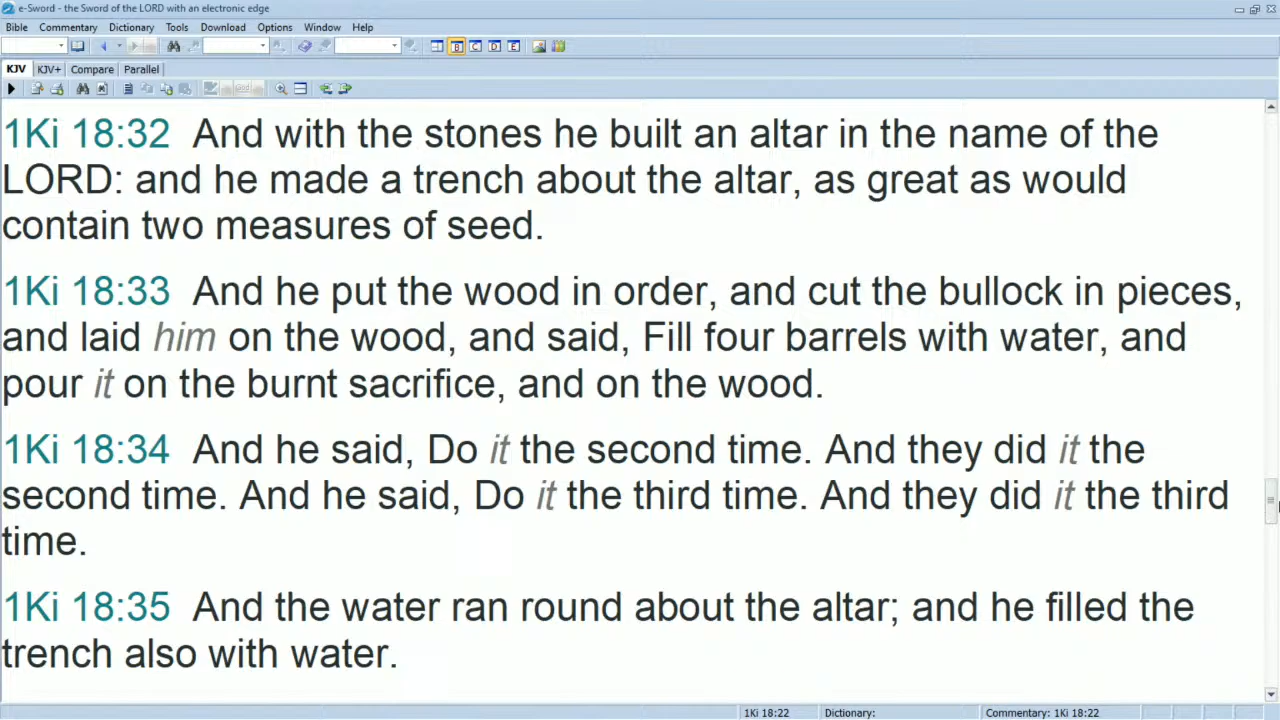 e-Sword - the Sword of the LORD with an electronic edge
Bible Commentary Dictionary Tools Download Options Window Help
B C D E
KJV KJV+ Compare Parallel
1Ki 18:32 And with the stones he built an altar in the name of the
LORD: and he made a trench about the altar, as great as would
contain two measures of seed.
1Ki 18:33 And he put the wood in order, and cut the bullock in pieces,
and laid him on the wood, and said, Fill four barrels with water, and
pour it on the burnt sacrifice, and on the wood.
1Ki 18:34 And he said, Do it the second time. And they did it the
second time. And he said, Do it the third time. And they did it the third
time.
1Ki 18:35 And the water ran round about the altar; and he filled the
trench also with water.
1Ki 18:22 Dictionary: Commentary: 1Ki 18:22